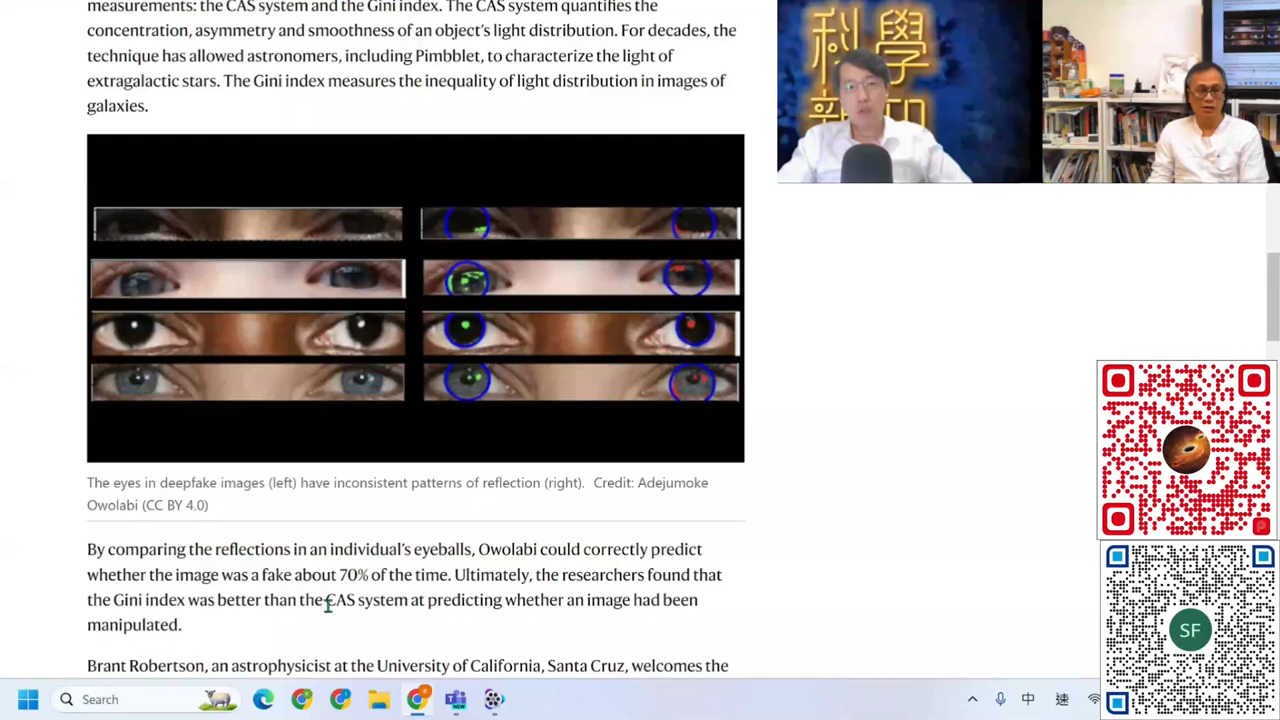 measurements: the CAS system and the Gini index. The CAS system quantifies the
concentration, asymmetry and smoothness of an object's light distribution. For decades, the
technique has allowed astronomers, including Pimbblet, to characterize the light of
extragalactic stars. The Gini index measures the inequality of light distribution in images of
galaxies.
科學
新知
The eyes in deepfake images (left) have inconsistent patterns of reflection (right). Credit: Adejumoke
Owolabi (CC BY 4.0)
By comparing the reflections in an individual's eyeballs, Owolabi could correctly predict
whether the image was a fake about 70% of the time. Ultimately, the researchers found that
the Gini index was better than the CAS system at predicting whether an image had been
manipulated.
Brant Robertson, an astrophysicist at the University of California, Santa Cruz, welcomes the
SF
Search
中
速